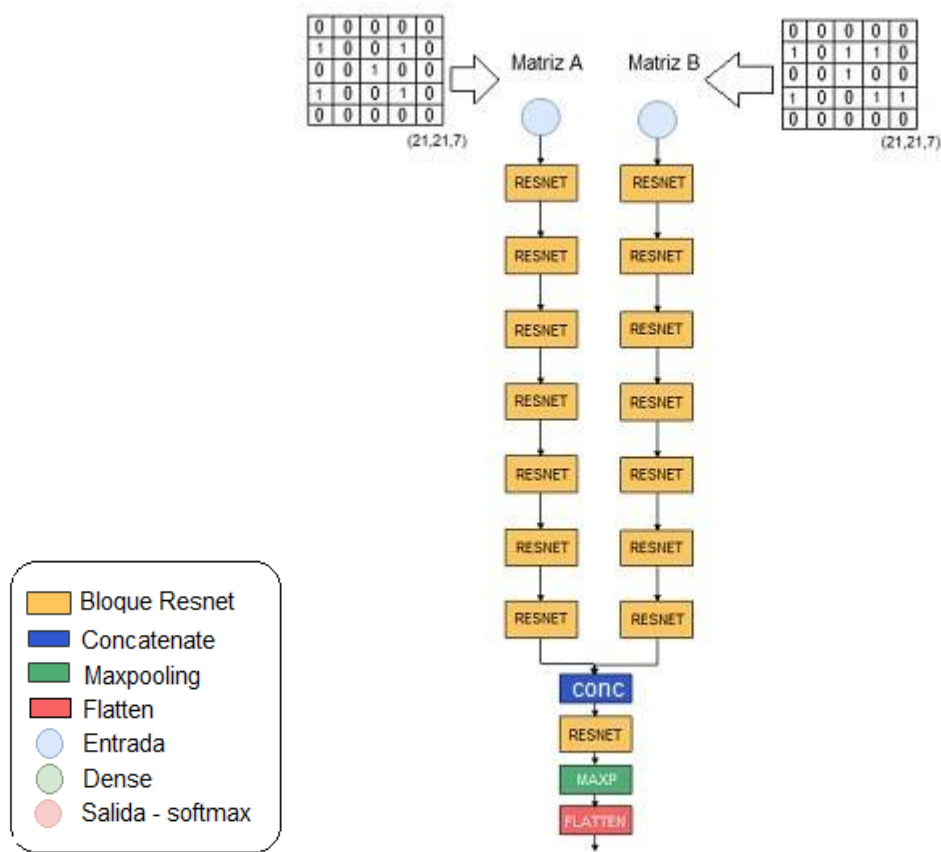 0 0 0 0 0
1 0 0 1 0
0 0 1 0 0
1 0 0 1 0
0 0 0 0 0
(21,21,7)
Matriz A
Matriz B
0 0 0 0 0
1 0 1 1 0
0 0 1 0 0
1 0 0 1 1
0 0 0 0 0
(21,21,7)
RESNET RESNET
RESNET RESNET
RESNET RESNET
RESNET RESNET
RESNET RESNET
RESNET RESNET
RESNET RESNET
conc
RESNET
MAXP
FLATTEN
Bloque Resnet
Concatenate
Maxpooling
Flatten
Entrada
Dense
Salida - softmax